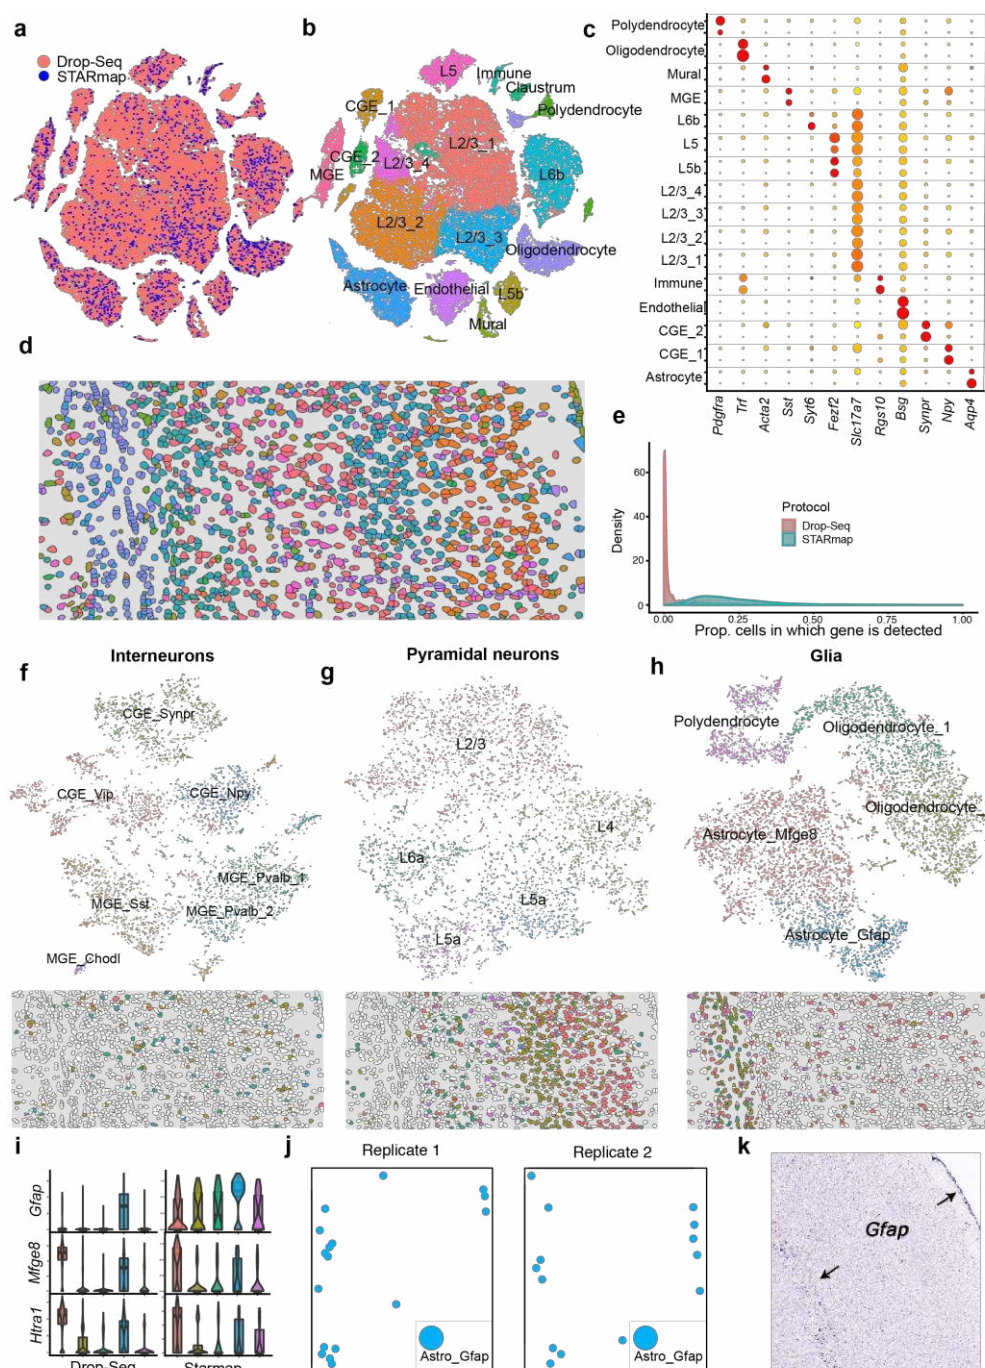 a
Drop-Seq
STARmap
b
L5
Immune
Claustrum
Polydendrocyte
CGE_1
L2/3_1
CGE_2
L2/3_4
MGE
L6b
L2/3_2
L2/3_3
Oligodendrocyte
Astrocyte
Endothelial
L5b
Mural
c
Polydendrocyte
Oligodendrocyte
Mural
MGE
L6b
L5
L5b
L2/3_4
L2/3_3
L2/3_2
L2/3_1
Immune
Endothelial
CGE_2
CGE_1
Astrocyte
Pdgfra
Trf
Acta2
Sst
Syt6
Fezf2
Slc17a7
Rgs10
Bsg
Synpr
Npy
Aqp4
d
e
Density
60
40
20
0
Protocol
Drop-Seq
STARmap
0.00
0.25
0.50
0.75
1.00
Prop. cells in which gene is detected
f
Interneurons
CGE_Synpr
CGE_Vip
CGE_Npy
MGE_Pvalb_1
MGE_Sst
MGE_Pvalb_2
MGE_Chodl
g
Pyramidal neurons
L2/3
L4
L6a
L5a
L5a
h
Glia
Polydendrocyte
Oligodendrocyte_1
Oligodendrocyte_
Astrocyte_Mfge8
Astrocyte_Gfap
i
Gfap
Mfge8
Htra1
Drop-Seq
Starmap
j
Replicate 1
Astro_Gfap
Replicate 2
Astro_Gfap
k
Gfap